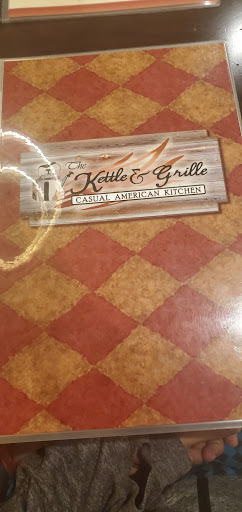 The
Kettle & Grille
CASUAL AMERICAN KITCHEN